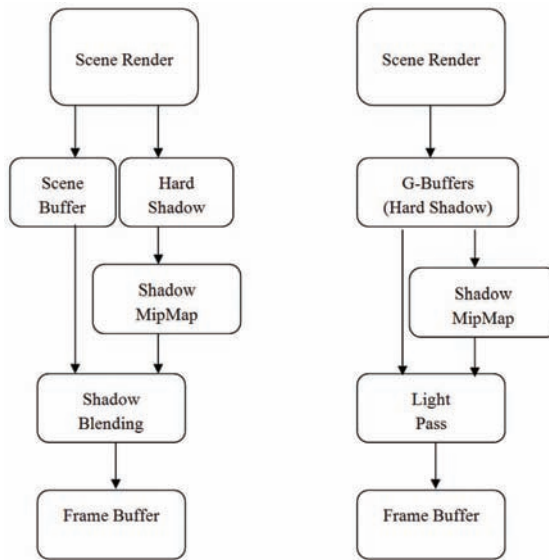 Scene Render
Scene
Buffer
Hard
Shadow
Shadow
MipMap
Shadow
Blending
Frame Buffer
Scene Render
G-Buffers
(Hard Shadow)
Shadow
MipMap
Light
Pass
Frame Buffer